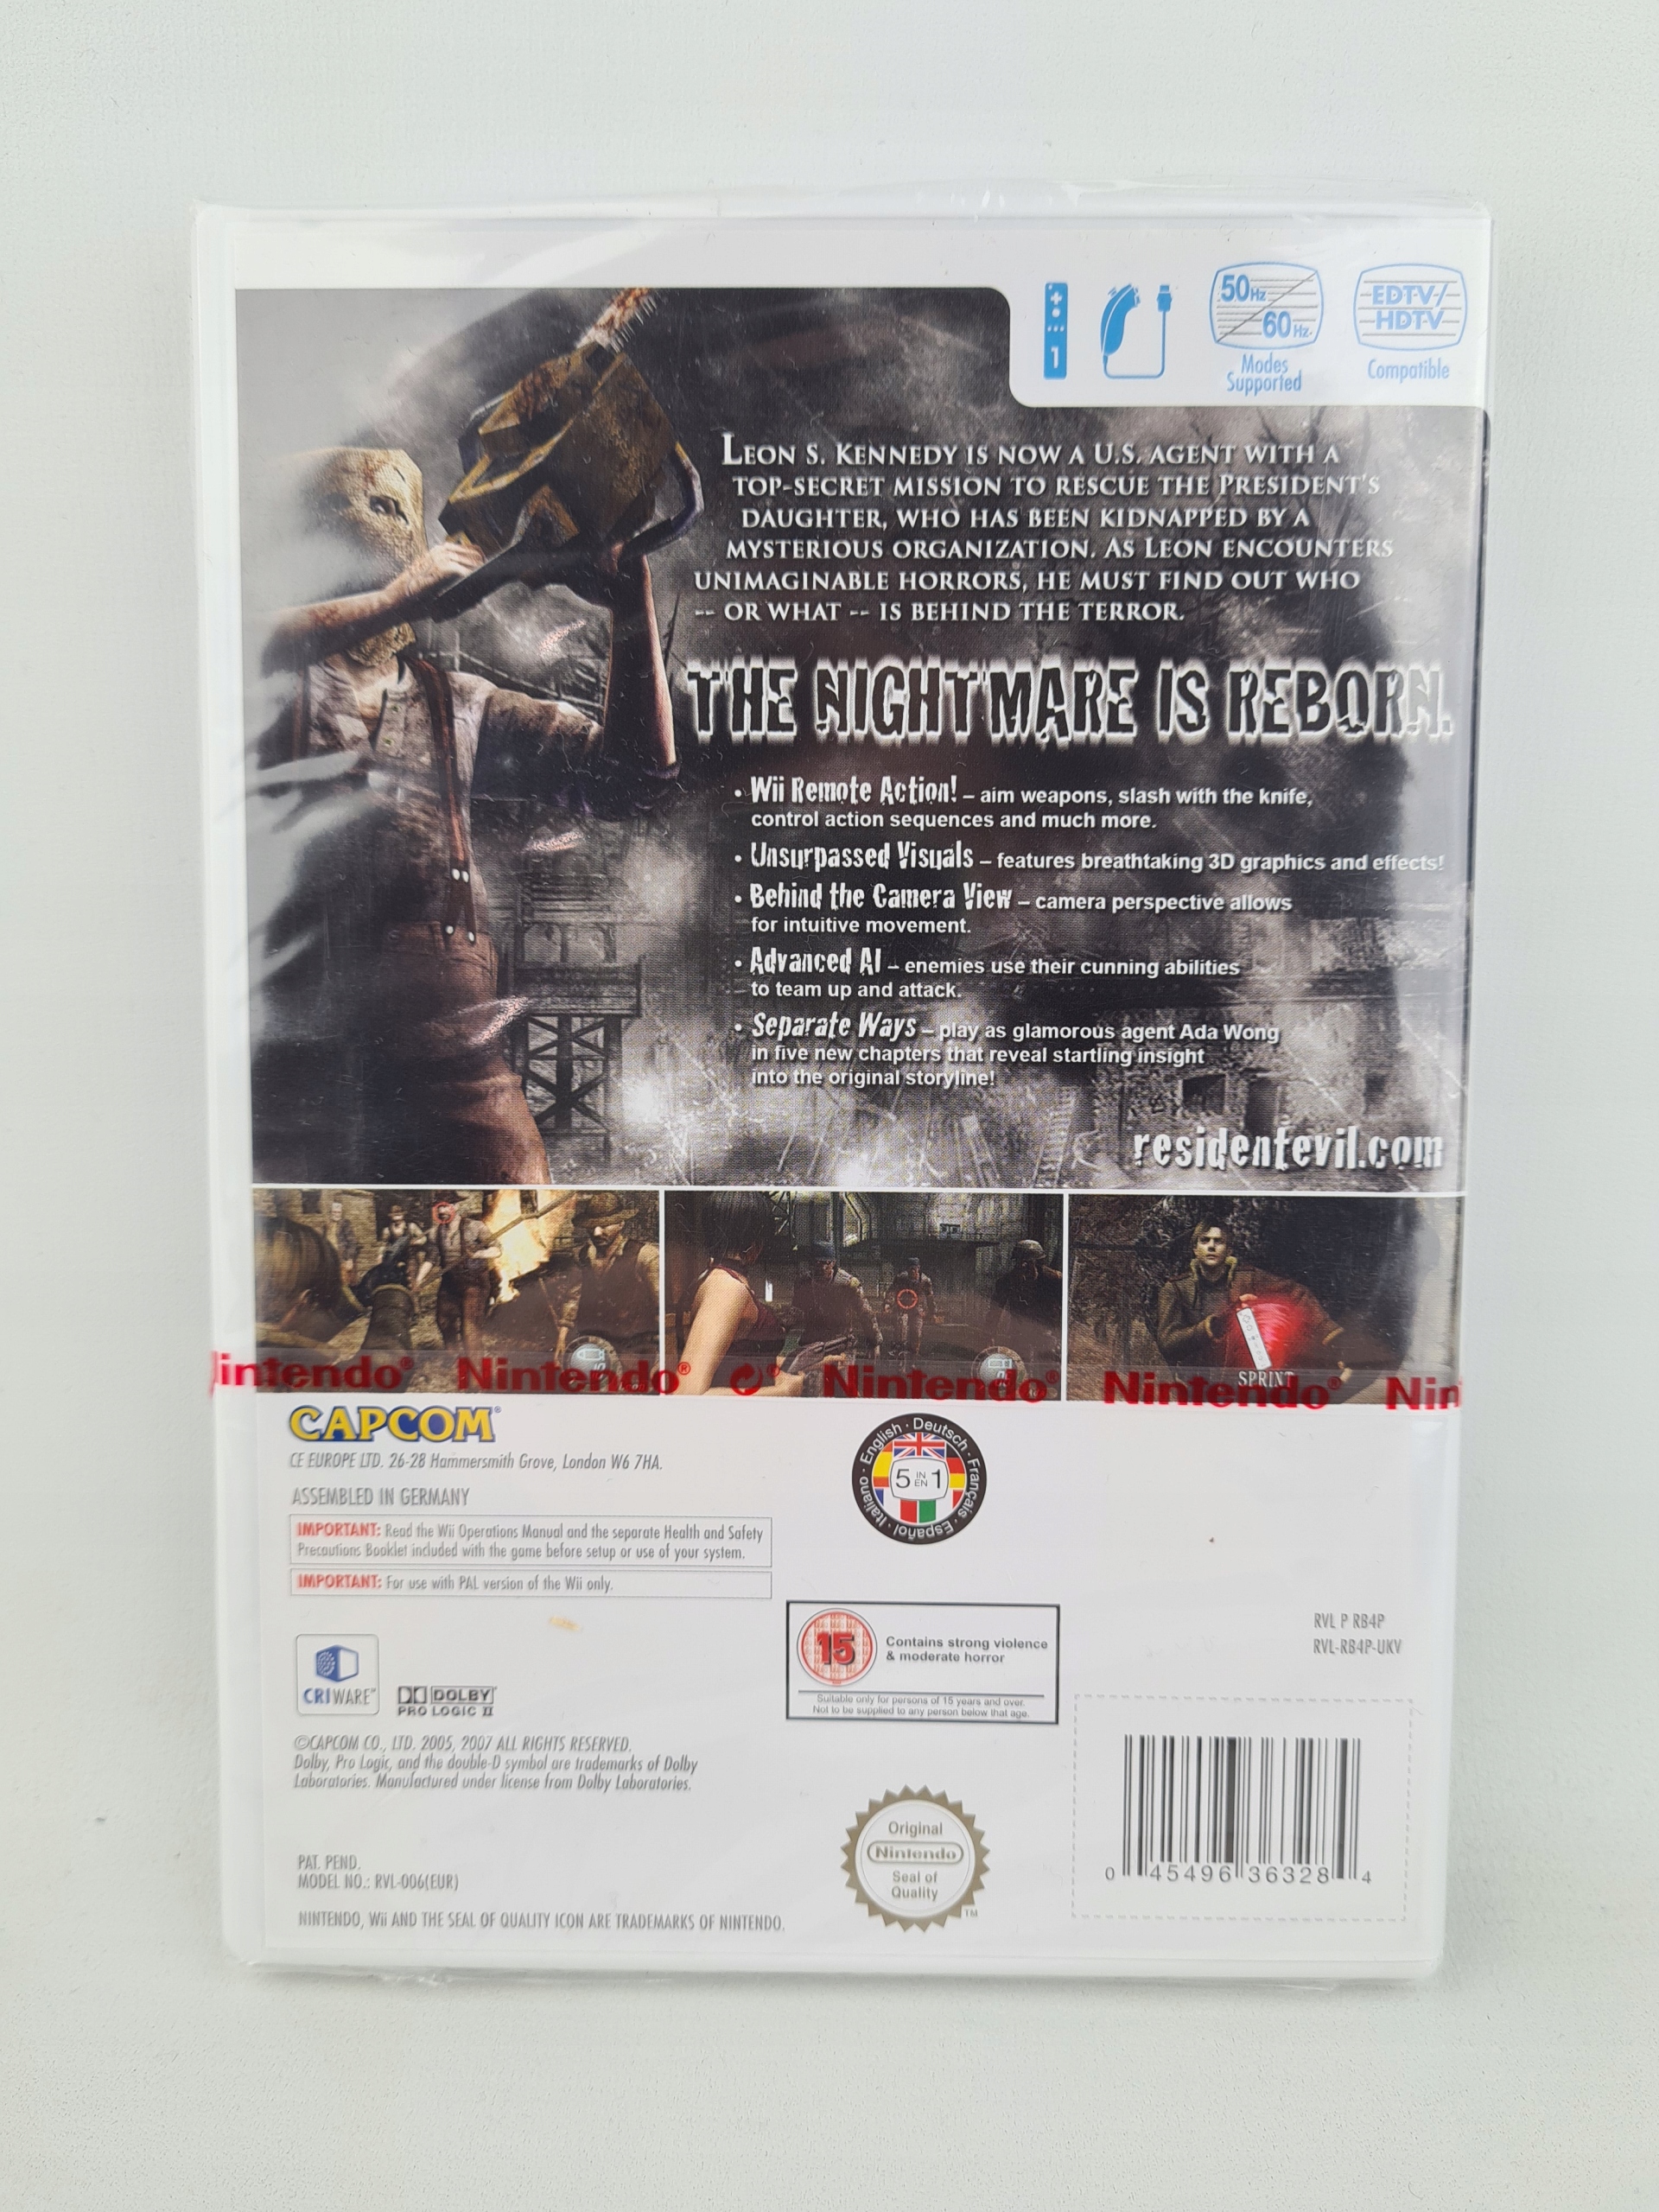 1
50Hz
60Hz
Modes
Supported
EDTV/
HDTV
Compatible
LEON S. KENNEDY IS NOW A U.S. AGENT WITH A
TOP-SECRET MISSION TO RESCUE THE PRESIDENT'S
DAUGHTER, WHO HAS BEEN KIDNAPPED BY A
MYSTERIOUS ORGANIZATION. AS LEON ENCOUNTERS
UNIMAGINABLE HORRORS, HE MUST FIND OUT WHO
-- OR WHAT -- IS BEHIND THE TERROR.
THE NIGHTMARE IS REBORN.
• Wii Remote Action! – aim weapons, slash with the knife,
control action sequences and much more.
• Unsurpassed Visuals – features breathtaking 3D graphics and effects!
• Behind the Camera View – camera perspective allows
for intuitive movement.
• Advanced AI – enemies use their cunning abilities
to team up and attack.
• Separate Ways – play as glamorous agent Ada Wong
in five new chapters that reveal startling insight
into the original storyline!
residentevil.com
SPRINT
intendo® Nintendo® Nintendo® Nintendo® Nin
CAPCOM®
CE EUROPE LTD. 26-28 Hammersmith Grove, London W6 7HA.
ASSEMBLED IN GERMANY
IMPORTANT: Read the Wii Operations Manual and the separate Health and Safety
Precautions Booklet included with the game before setup or use of your system.
IMPORTANT: For use with PAL version of the Wii only.
English · Deutsch · Français · Español · Italiano ·
5 IN EN 1
15
Contains strong violence
& moderate horror
Suitable only for persons of 15 years and over.
Not to be supplied to any person below that age.
RVL P RB4P
RVL-RB4P-UKV
CRIWARE™
DOLBY
PRO LOGIC II
©CAPCOM CO., LTD. 2005, 2007 ALL RIGHTS RESERVED.
Dolby, Pro Logic, and the double-D symbol are trademarks of Dolby
Laboratories. Manufactured under license from Dolby Laboratories.
PAT. PEND.
MODEL NO.: RVL-006(EUR)
NINTENDO, Wii AND THE SEAL OF QUALITY ICON ARE TRADEMARKS OF NINTENDO.
Original
Nintendo
Seal of
Quality
TM
0 45496 36328 4